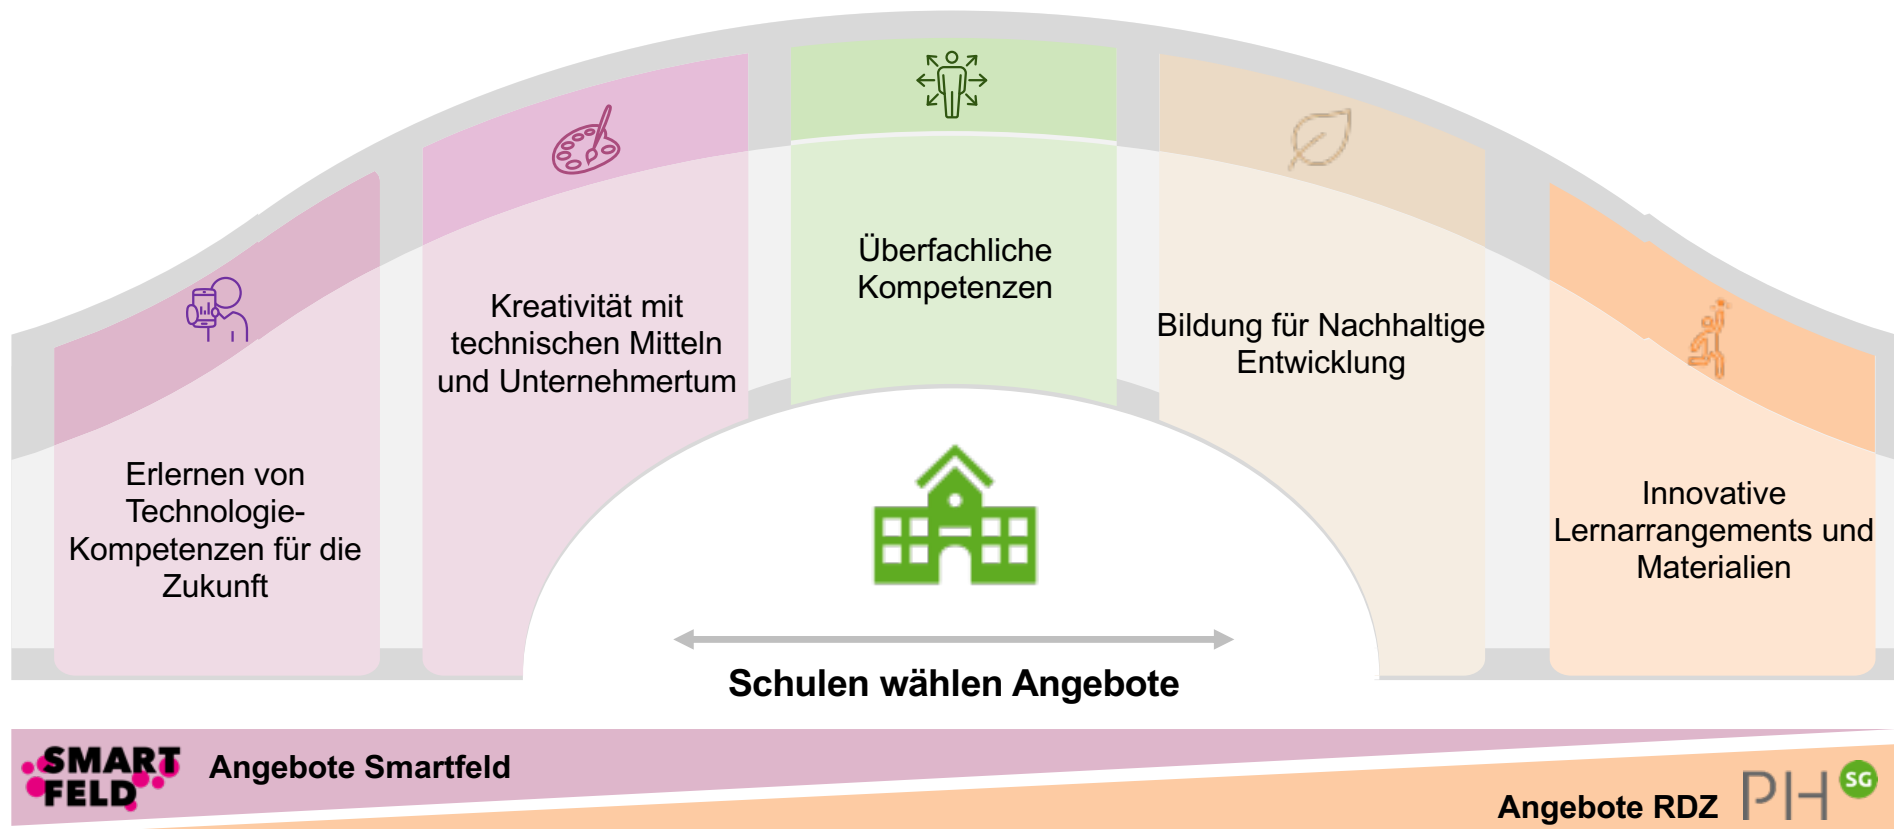 Erlernen von
Technologie-
Kompetenzen für die
Zukunft
Kreativität mit
technischen Mitteln
und Unternehmertum
Überfachliche
Kompetenzen
Bildung für Nachhaltige
Entwicklung
Innovative
Lernarrangements und
Materialien
Schulen wählen Angebote
SMART
FELD
Angebote Smartfeld
Angebote RDZ
PH SG